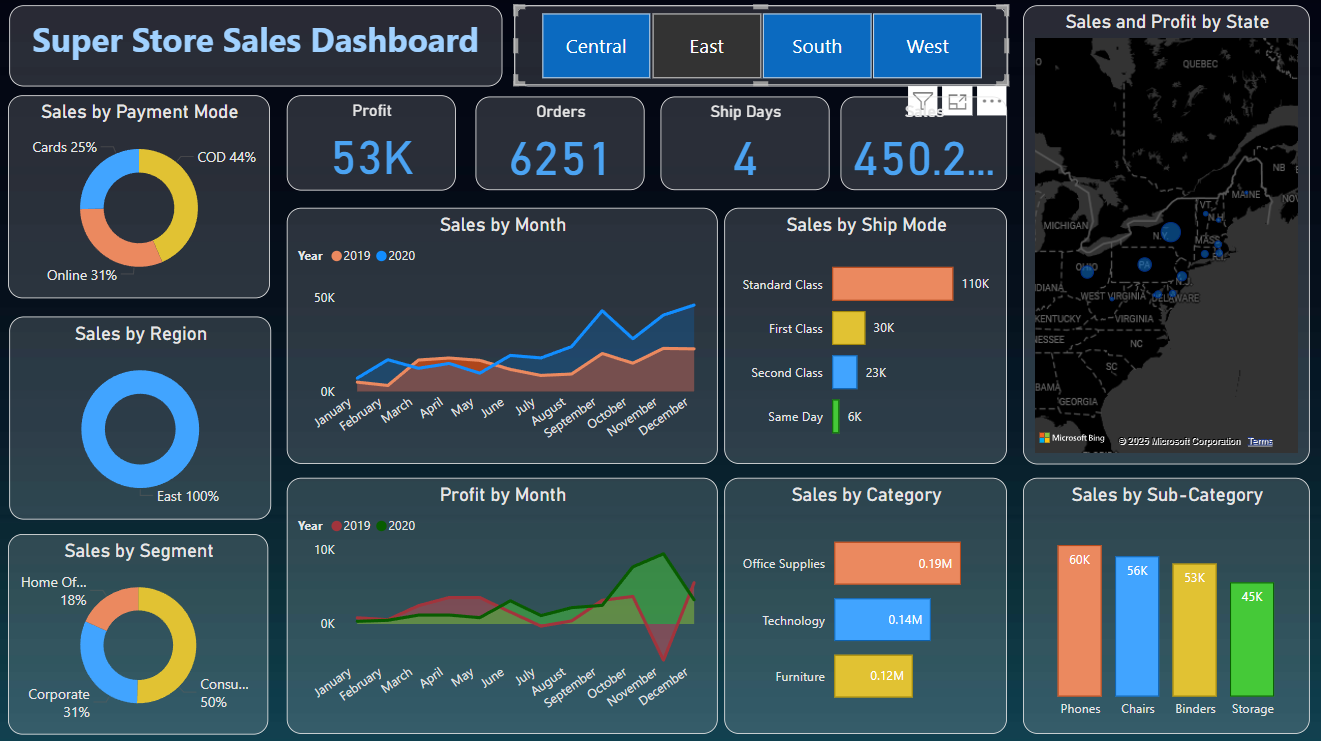 Super Store Sales Dashboard
Central
East
South
West
Sales and Profit by State
Sales by Payment Mode
Cards 25%
COD 44%
Online 31%
Profit
53K
Orders
6251
Ship Days
4
Sales
450.2...
Sales by Region
East 100%
Sales by Segment
Home Of...
18%
Corporate
31%
Consu...
50%
Sales by Month
Year 2019 2020
50K
0K
January
February
March
April
May
June
July
August
September
October
November
December
Sales by Ship Mode
Standard Class 110K
First Class 30K
Second Class 23K
Same Day 6K
QUEBEC
NB
MAINE
VT.
N.H.
MICHIGAN
N.Y.
MASS.
OHIO
PA
N.J.
WEST VIRGINIA
DELAWARE
KENTUCKY
VIRGINIA
NC
SC
GEORGIA
Microsoft Bing
© 2025 Microsoft Corporation Terms
Profit by Month
Year 2019 2020
10K
0K
January
February
March
April
May
June
July
August
September
October
November
December
Sales by Category
Office Supplies 0.19M
Technology 0.14M
Furniture 0.12M
Sales by Sub-Category
60K
56K
53K
45K
Phones
Chairs
Binders
Storage